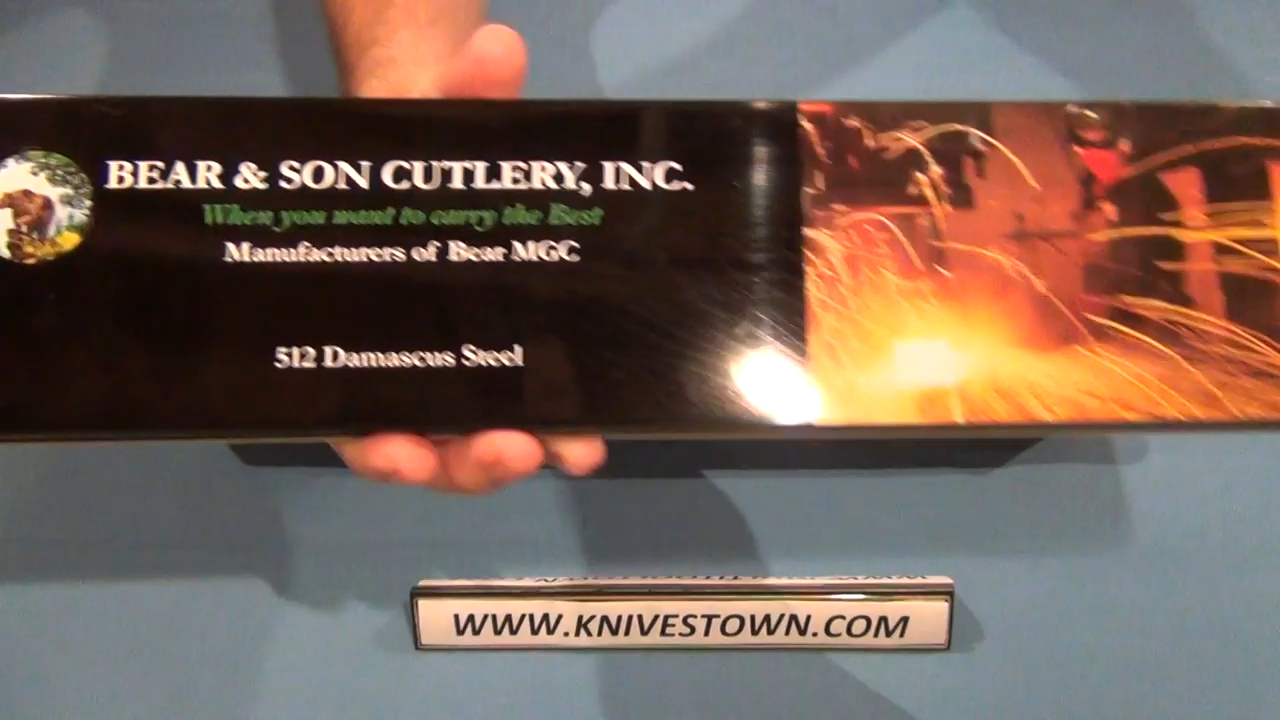 BEAR & SON CUTLERY, INC.
When you want to carry the Best
Manufacturers of Bear MGC
512 Damascus Steel
WWW.KNIVESTOWN.COM